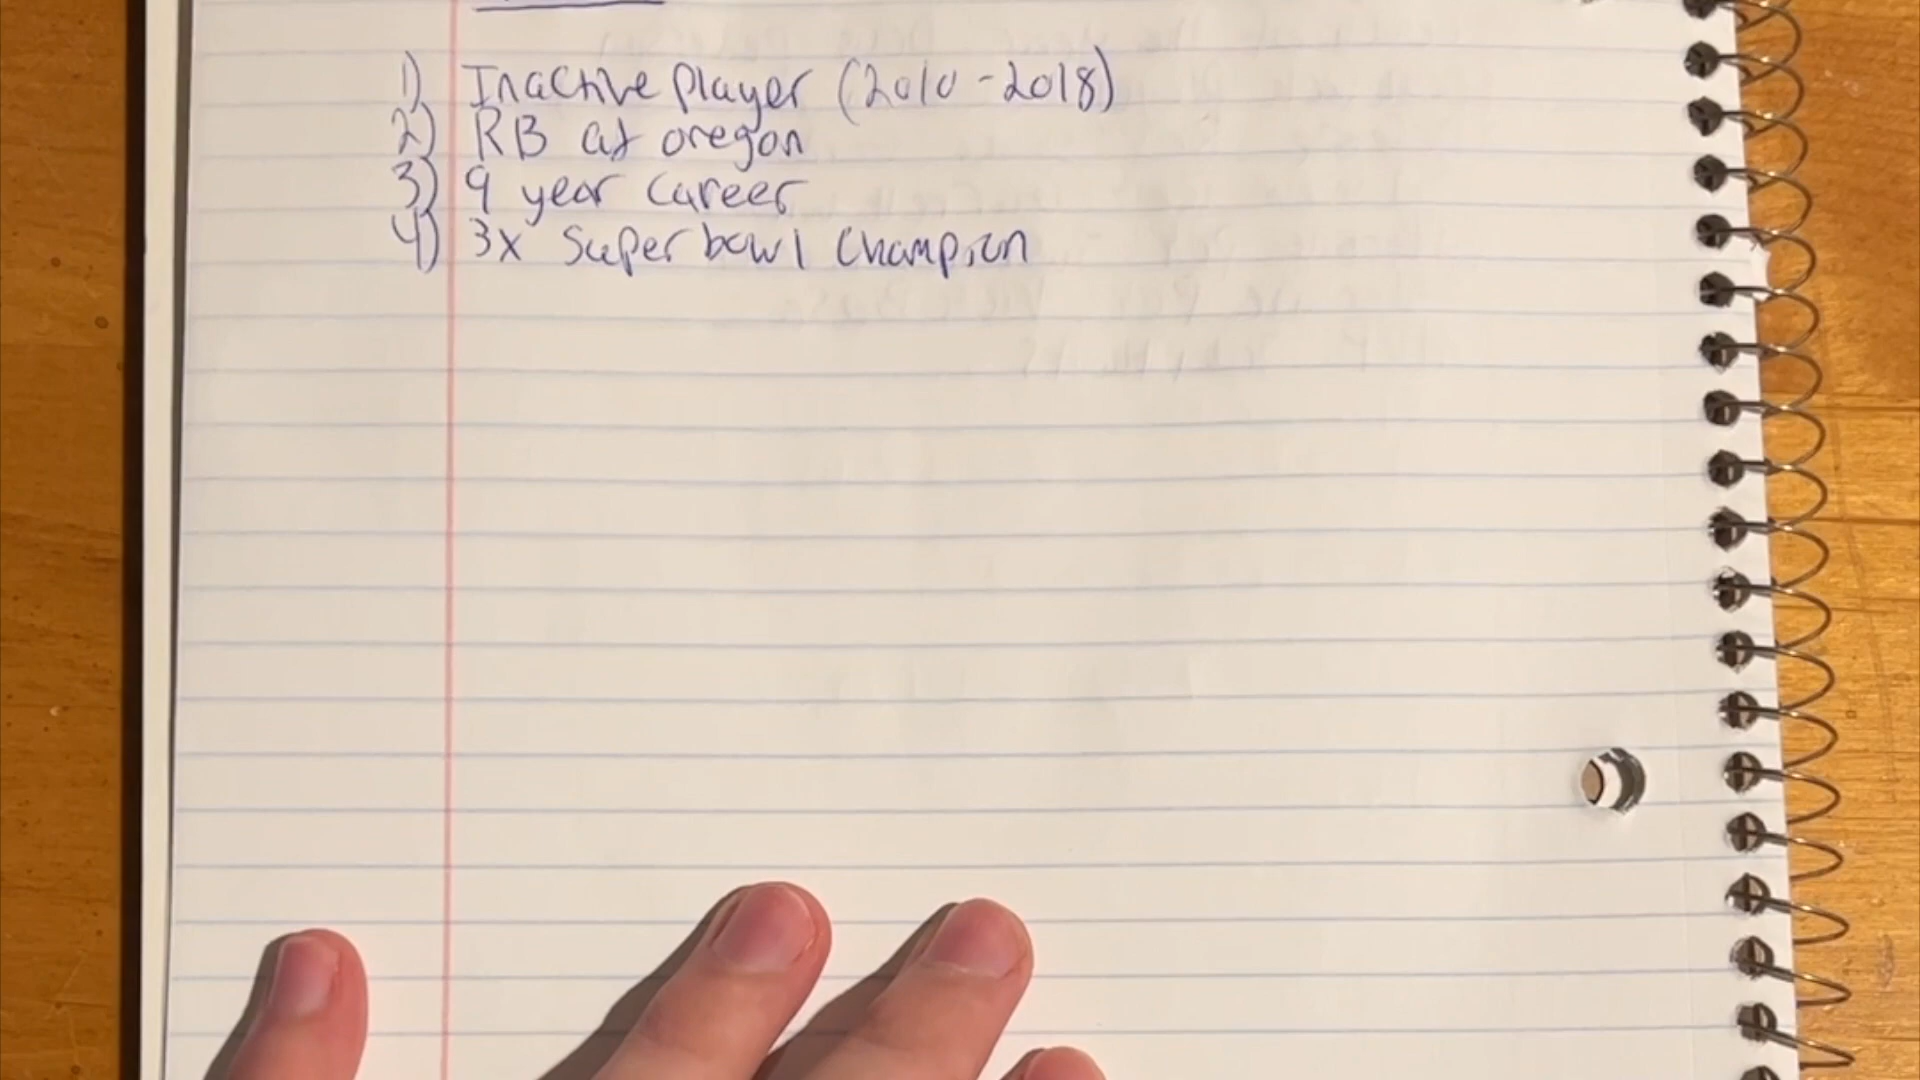 1) Inactive Player (2010-2018)
2) RB at oregon
3) 9 year Career
4) 3x Super bowl Champion